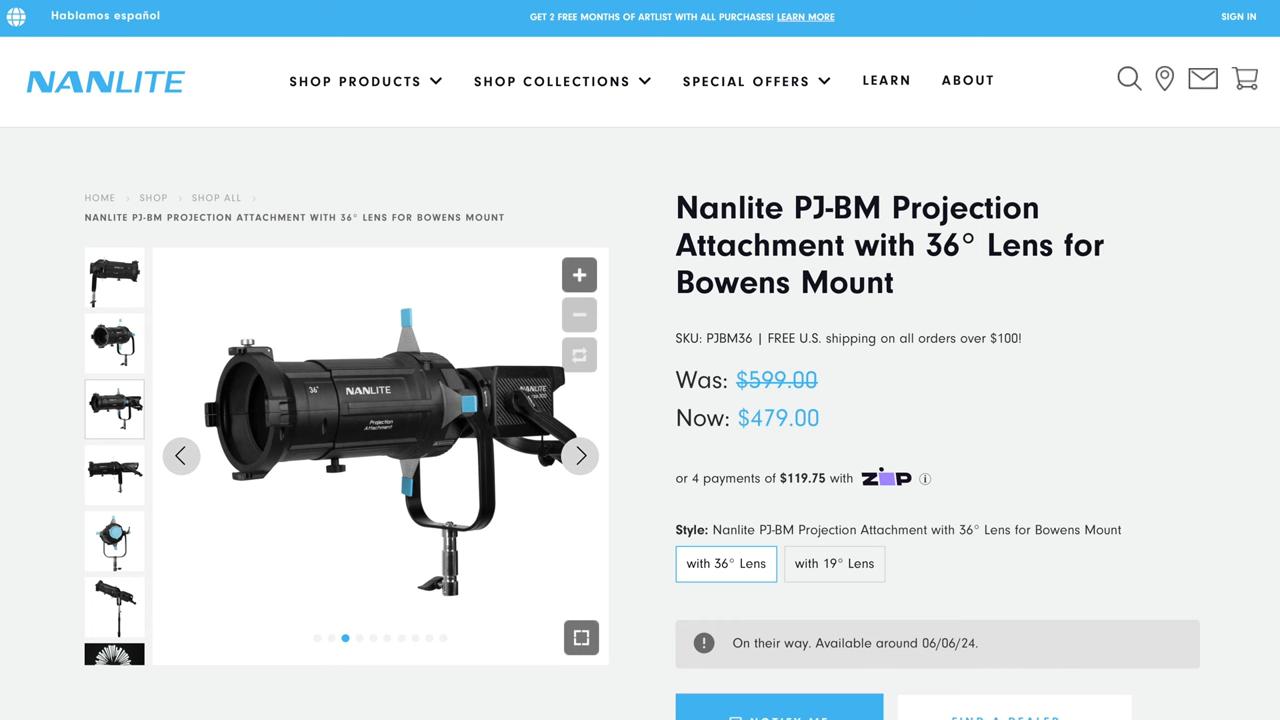 Hablamos español
GET 2 FREE MONTHS OF ARTLIST WITH ALL PURCHASES! LEARN MORE
SIGN IN
NANLITE
SHOP PRODUCTS
SHOP COLLECTIONS
SPECIAL OFFERS
LEARN
ABOUT
HOME > SHOP > SHOP ALL >
NANLITE PJ-BM PROJECTION ATTACHMENT WITH 36° LENS FOR BOWENS MOUNT
36°
NANLITE
Projection
Attachment
NANLITE
Nanlite PJ-BM Projection
Attachment with 36° Lens for
Bowens Mount
SKU: PJBM36 | FREE U.S. shipping on all orders over $100!
Was: $599.00
Now: $479.00
or 4 payments of $119.75 with ZIP
Style: Nanlite PJ-BM Projection Attachment with 36° Lens for Bowens Mount
with 36° Lens
with 19° Lens
On their way. Available around 06/06/24.
NOTIFY ME
FIND A DEALER